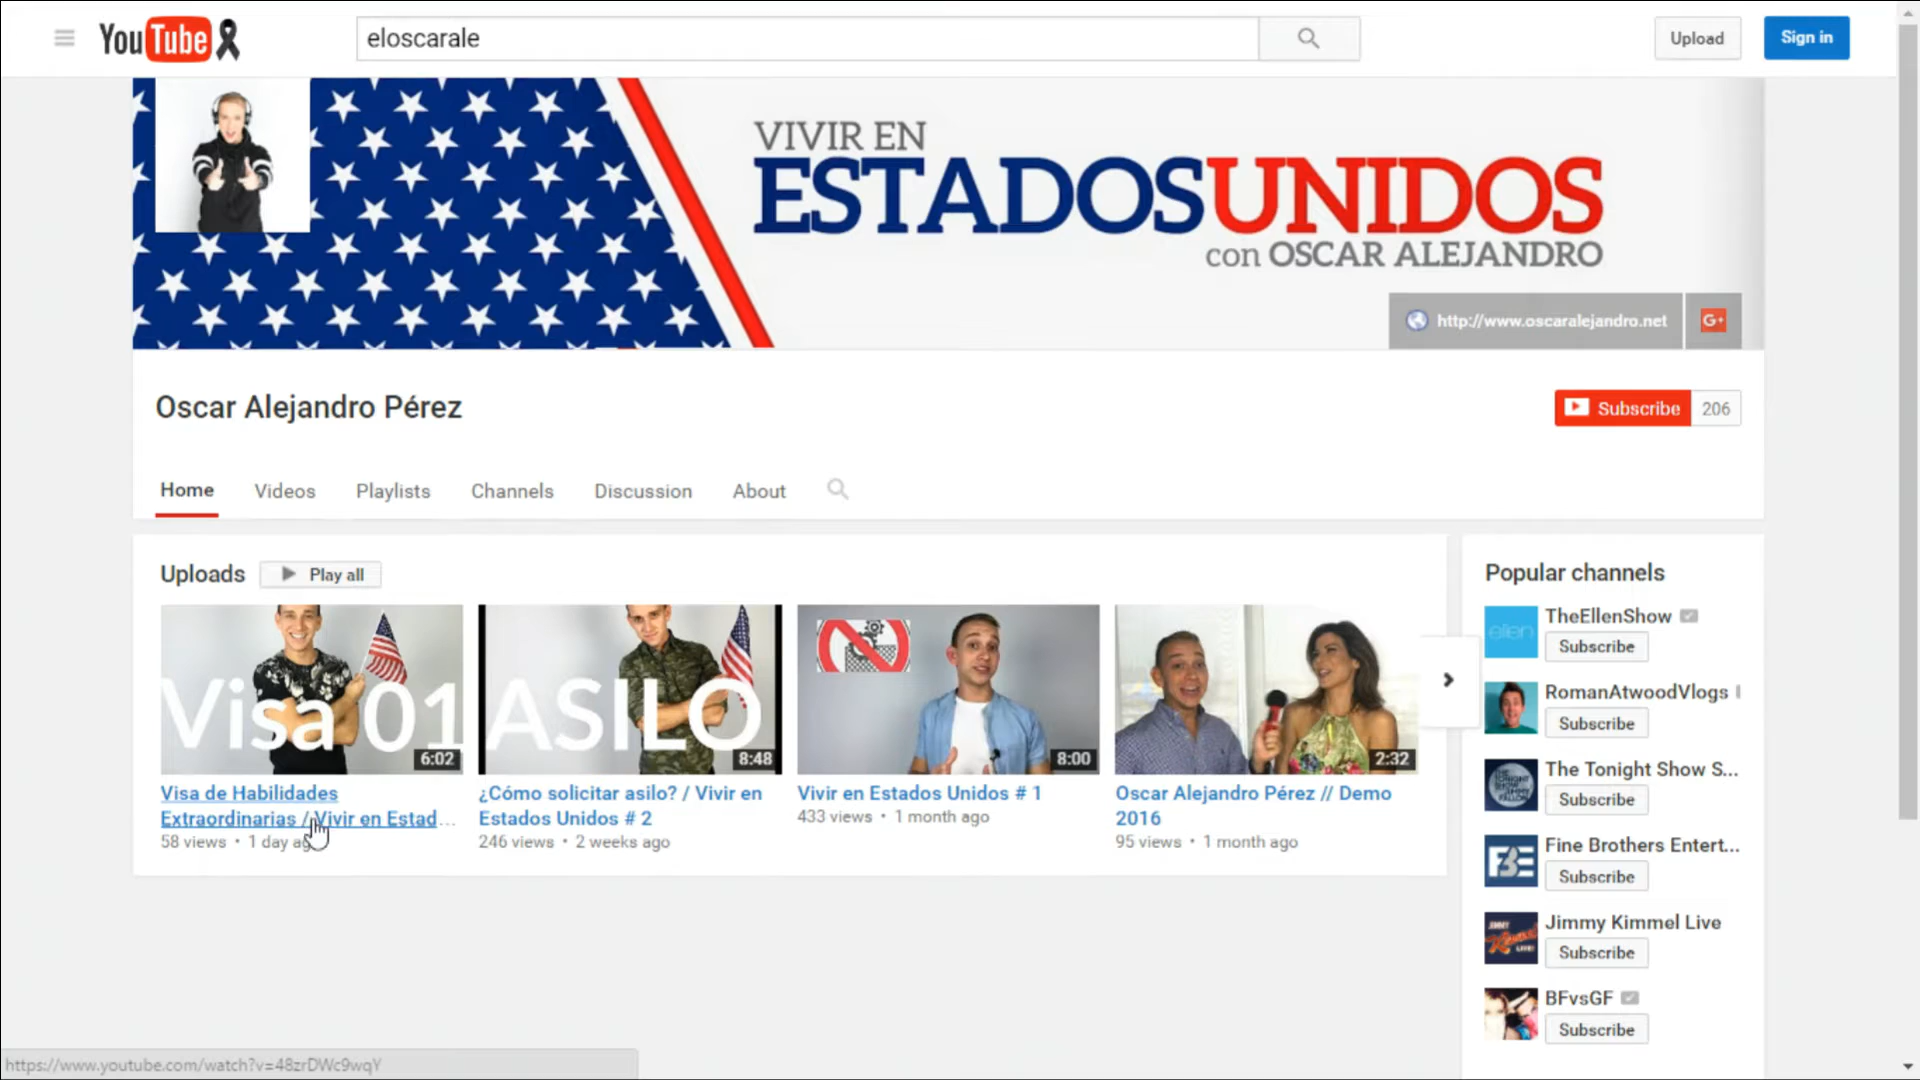 YouTube
eloscarale
Upload
Sign in
VIVIR EN
ESTADOSUNIDOS
con OSCAR ALEJANDRO
http://www.oscaralejandro.net
G+
Oscar Alejandro Pérez
Subscribe 206
Home Videos Playlists Channels Discussion About
Uploads Play all
Visa 01
6:02
ASILO
8:48
8:00
2:32
Visa de Habilidades
Extraordinarias / Vivir en Estad...
58 views • 1 day ag
¿Cómo solicitar asilo? / Vivir en
Estados Unidos # 2
246 views • 2 weeks ago
Vivir en Estados Unidos # 1
433 views • 1 month ago
Oscar Alejandro Pérez // Demo
2016
95 views • 1 month ago
Popular channels
ellen
TheEllenShow
Subscribe
RomanAtwoodVlogs
Subscribe
The Tonight Show S...
Subscribe
FBE
Fine Brothers Entert...
Subscribe
Jimmy Kimmel Live
Subscribe
BFvsGF
Subscribe
https://www.youtube.com/watch?v=48zrDWc9wqY